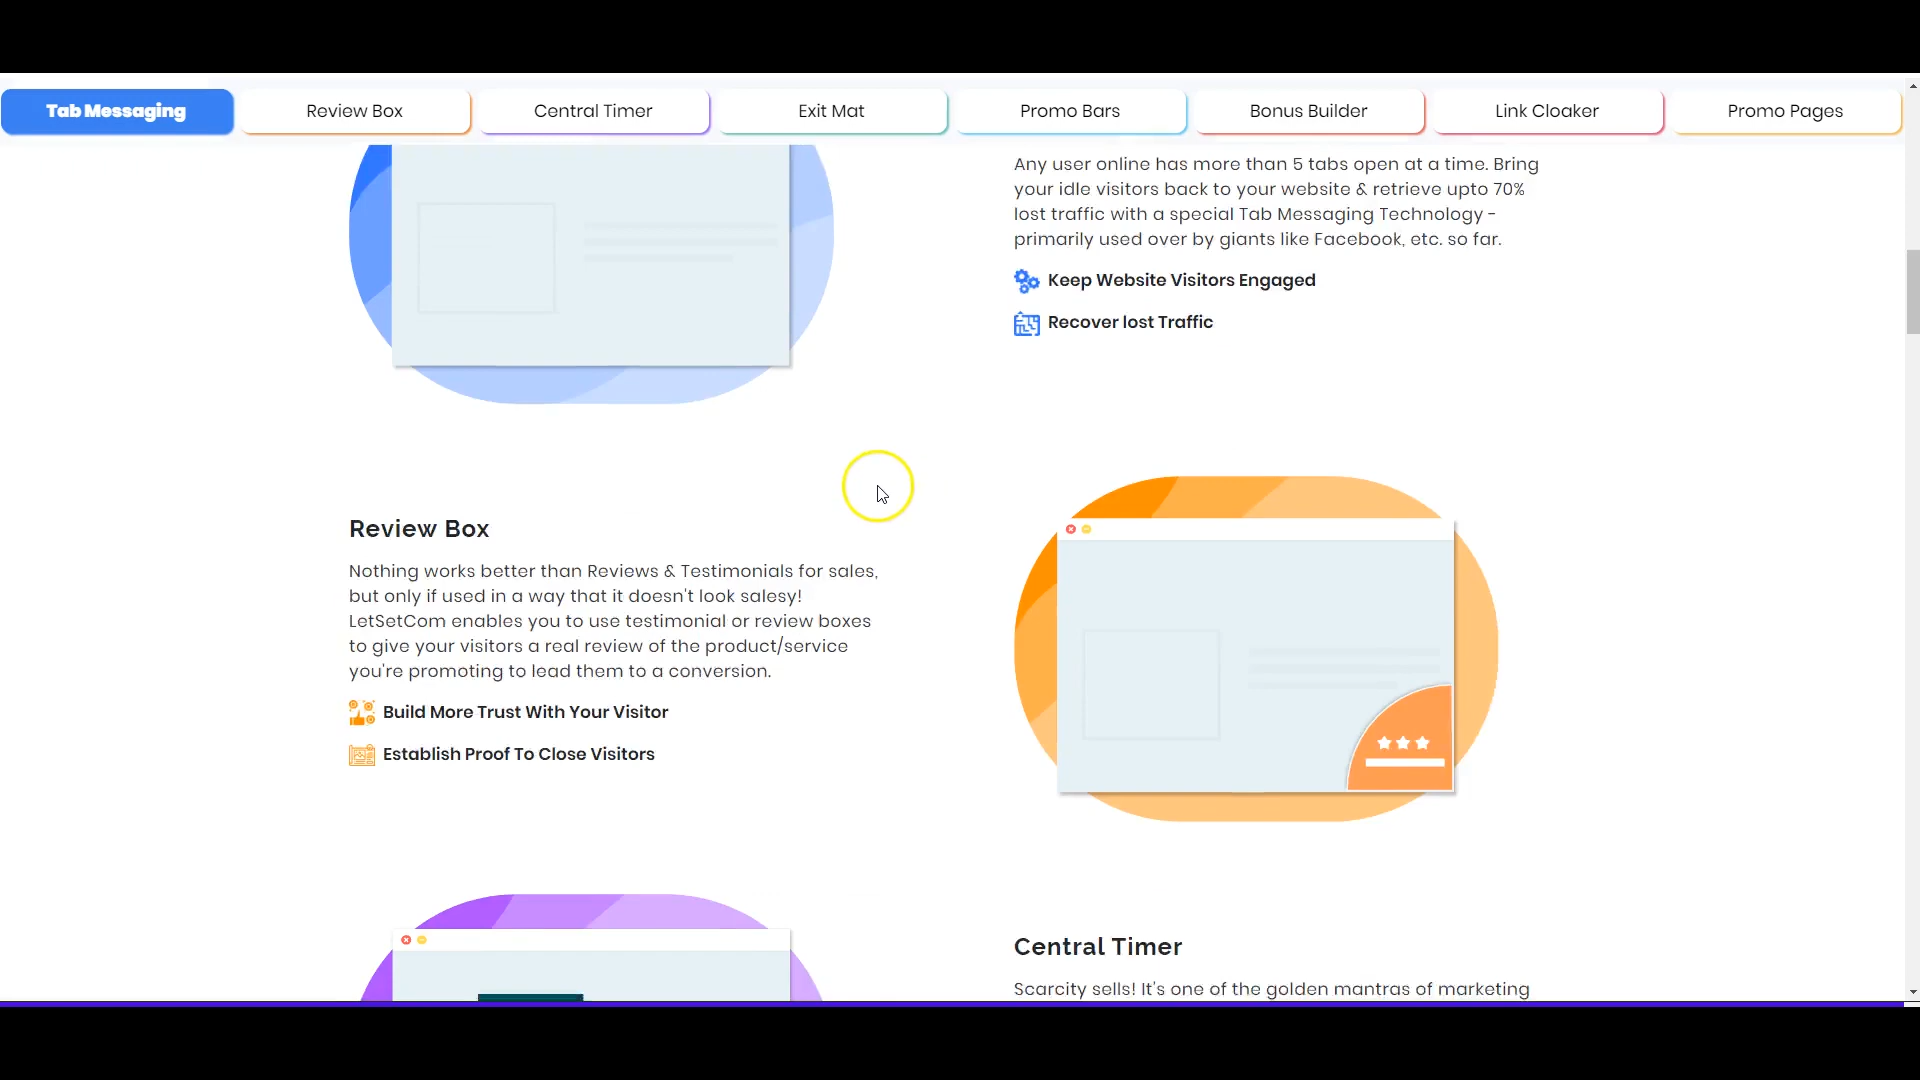 Tab Messaging
Review Box
Central Timer
Exit Mat
Promo Bars
Bonus Builder
Link Cloaker
Promo Pages
Any user online has more than 5 tabs open at a time. Bring
your idle visitors back to your website & retrieve upto 70%
lost traffic with a special Tab Messaging Technology -
primarily used over by giants like Facebook, etc. so far.
Keep Website Visitors Engaged
Recover lost Traffic
Review Box
Nothing works better than Reviews & Testimonials for sales,
but only if used in a way that it doesn't look salesy!
LetSetCom enables you to use testimonial or review boxes
to give your visitors a real review of the product/service
you're promoting to lead them to a conversion.
Build More Trust With Your Visitor
Establish Proof To Close Visitors
Central Timer
Scarcity sells! It's one of the golden mantras of marketing